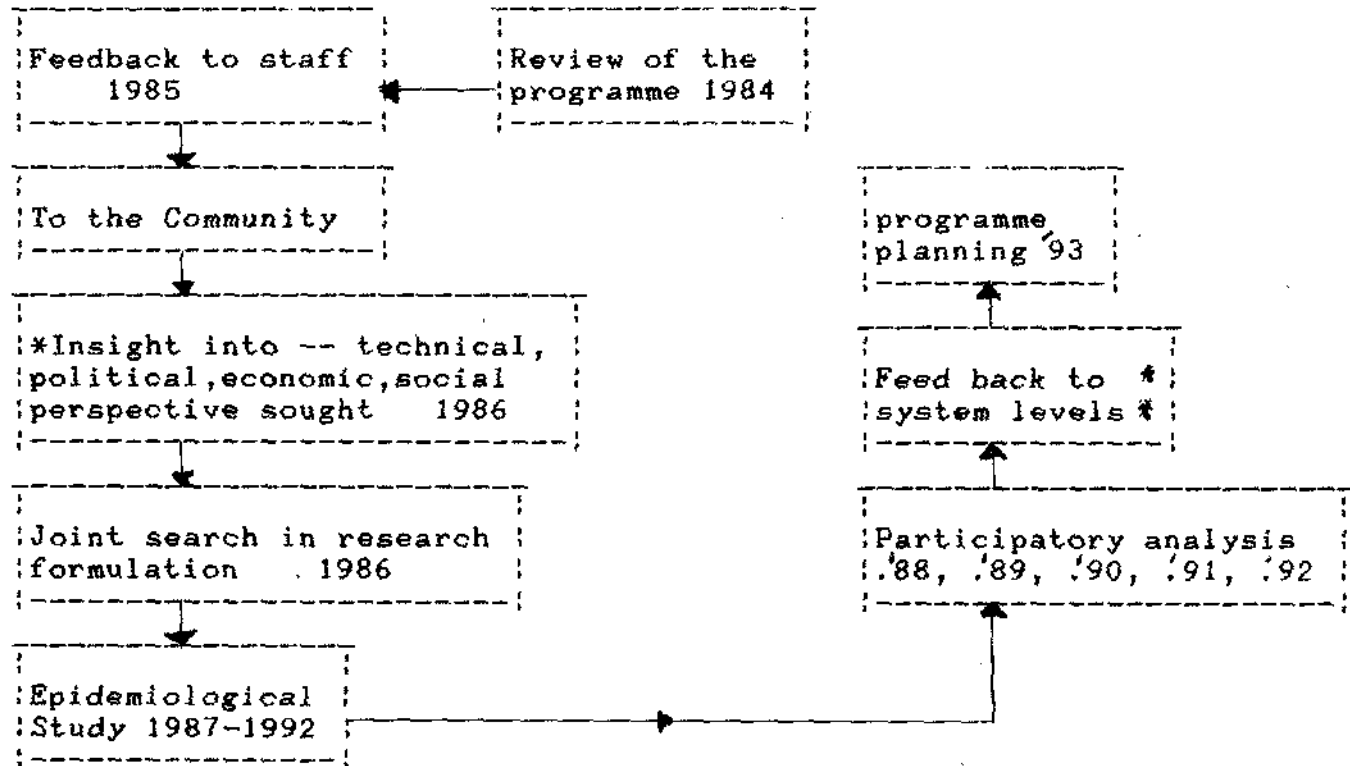 Feedback to staff
1985
Review of the
programme 1984
To the Community
*Insight into -- technical,
political,economic,social
perspective sought 1986
Joint search in research
formulation . 1986
Epidemiological
Study 1987-1992
Participatory analysis
.'88, .'89, .'90, .'91, .'92
Feed back to *
system levels *
programme
planning '93